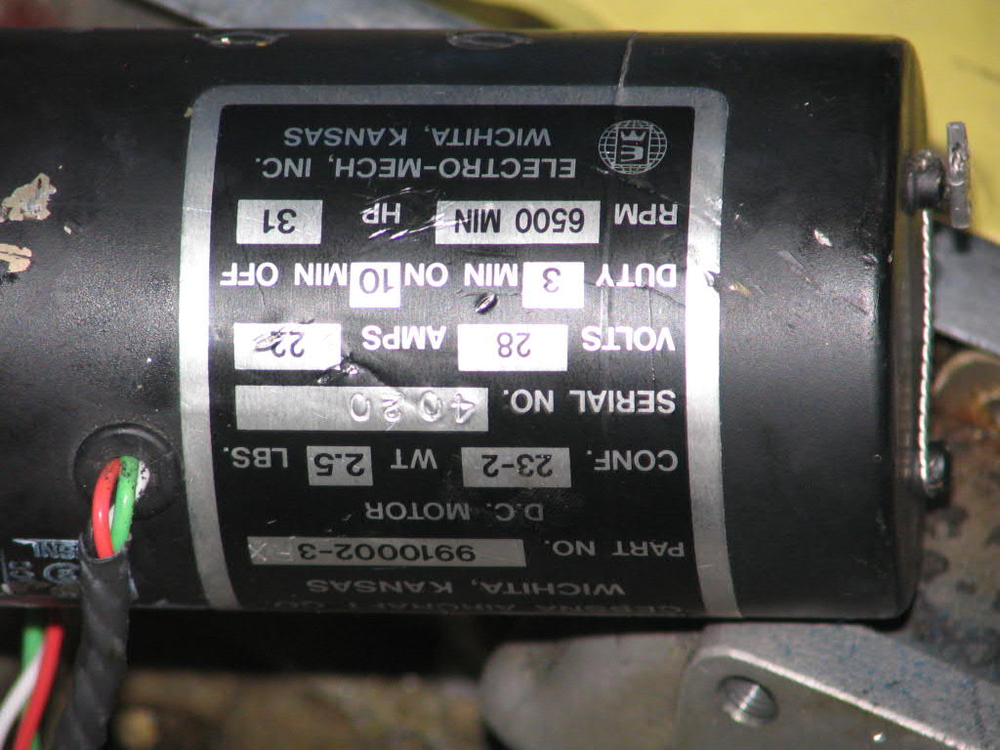 CESSNA AIRCRAFT CO.
WICHITA, KANSAS
PART NO. 9910002-3
D.C. MOTOR
CONF. 23-2 WT 2.5 LBS.
SERIAL NO. 4020
VOLTS 28 AMPS 22
DUTY 3 MIN ON 10 MIN OFF
RPM 6500 MIN HP 31
ELECTRO-MECH, INC.
WICHITA, KANSAS